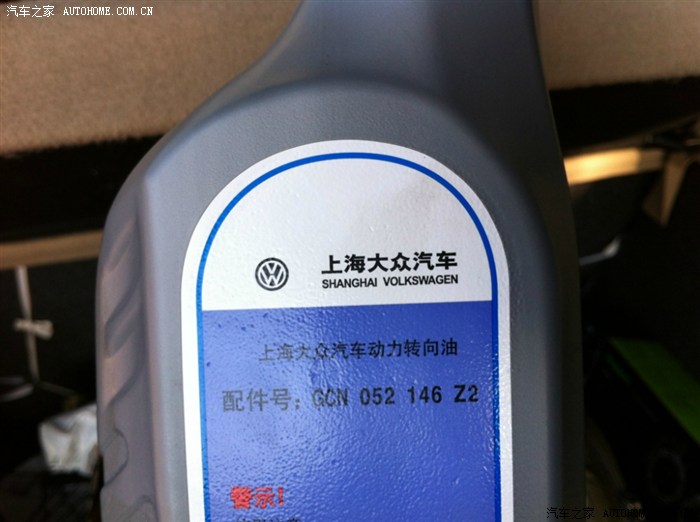 汽车之家 AUTOHOME.COM.CN
上海大众汽车
SHANGHAI VOLKSWAGEN
上海大众汽车动力转向油
配件号: GCN 052 146 Z2
警示!
汽车之家 AUTOHOME